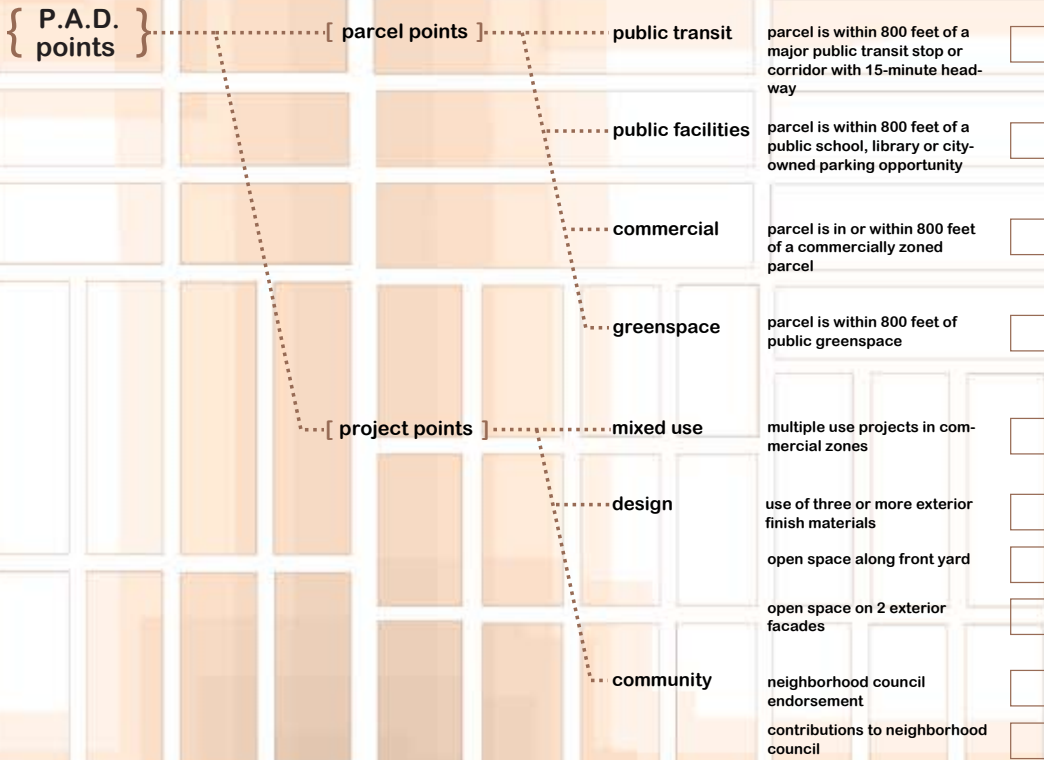 { P.A.D. points }
[ parcel points ]
public transit
parcel is within 800 feet of a
major public transit stop or
corridor with 15-minute head-
way
public facilities
parcel is within 800 feet of a
public school, library or city-
owned parking opportunity
commercial
parcel is in or within 800 feet
of a commercially zoned
parcel
greenspace
parcel is within 800 feet of
public greenspace
[ project points ]
mixed use
multiple use projects in com-
mercial zones
design
use of three or more exterior
finish materials
open space along front yard
open space on 2 exterior
facades
community
neighborhood council
endorsement
contributions to neighborhood
council